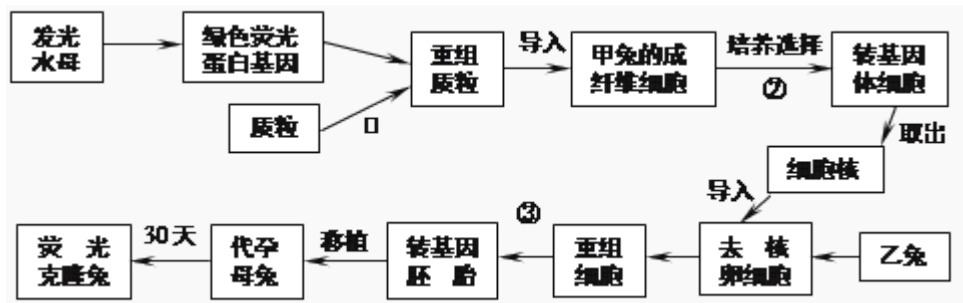 发光
水母
绿色荧光
蛋白基因
质粒
重组
质粒
导入
甲兔的成
纤维细胞
培养选择
②
转基因
体细胞
取出
细胞核
导入
乙兔
去 核
卵细胞
重组
细胞
③
转基因
胚 胎
移植
代孕
母兔
30天
荧 光
克隆兔